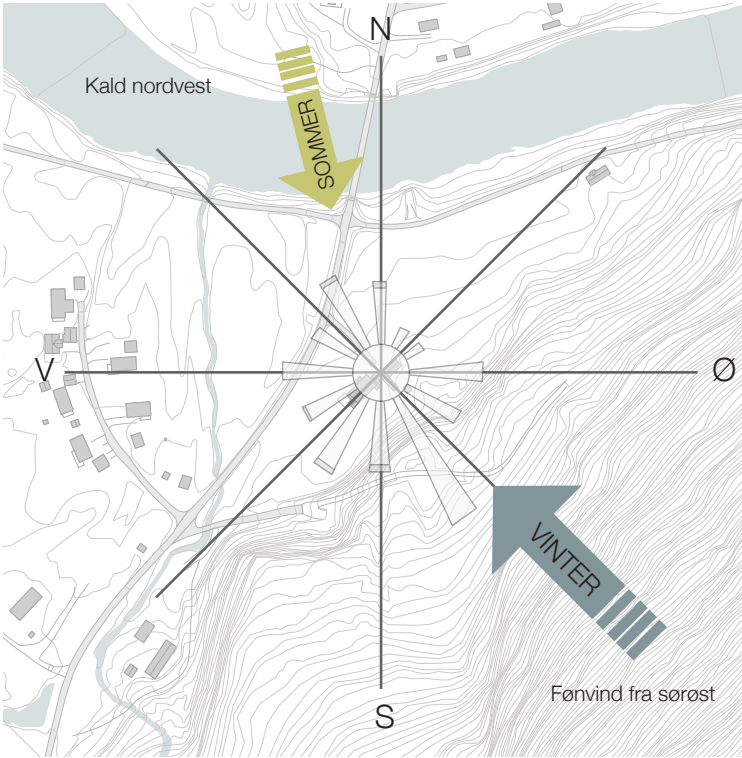 N
Kald nordvest
SOMMER
V
Ø
VINTER
Fønvind fra sørøst
S